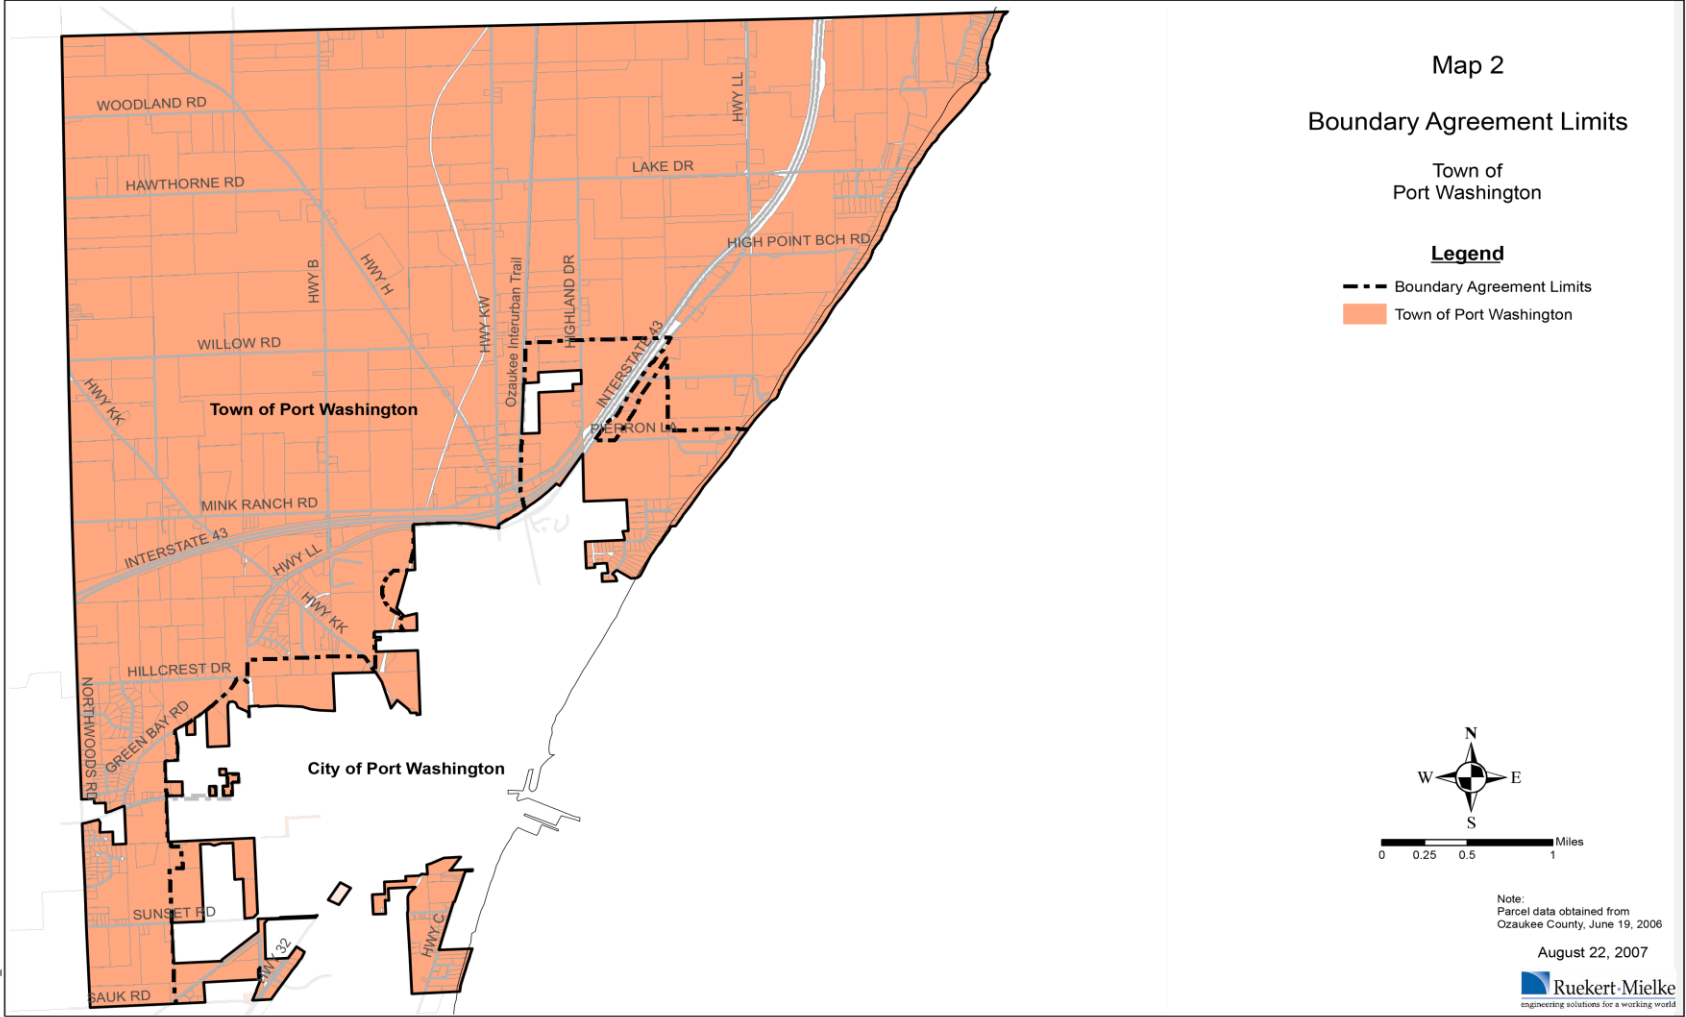 Map 2
Boundary Agreement Limits
Town of
Port Washington
Legend
Boundary Agreement Limits
Town of Port Washington
WOODLAND RD
HAWTHORNE RD
HWY LL
LAKE DR
HIGH POINT BCH RD
HWY B
HWY H
HWY KW
Ozaukee Interurban Trail
HIGHLAND DR
INTERSTATE 43
WILLOW RD
HWY KK
Town of Port Washington
PIERRON LA
MINK RANCH RD
INTERSTATE 43
HWY LL
HWY KK
HILLCREST DR
NORTHWOODS RD
GREEN BAY RD
City of Port Washington
SUNSET RD
HWY 32
HWY C
SAUK RD
N
W
E
S
0 0.25 0.5 1 Miles
Note:
Parcel data obtained from
Ozaukee County, June 19, 2006
August 22, 2007
Ruekert·Mielke
engineering solutions for a working world